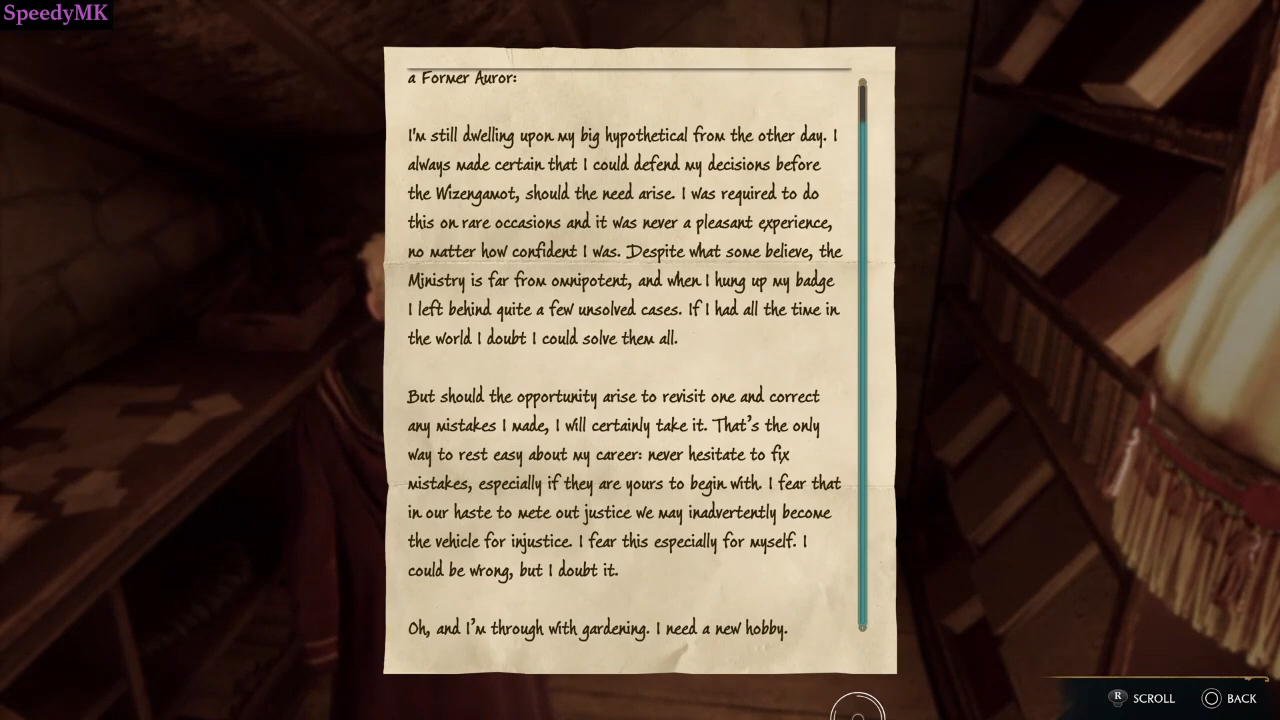 SpeedyMK
a Former Auror:
I'm still dwelling upon my big hypothetical from the other day. I
always made certain that I could defend my decisions before
the Wizengamot, should the need arise. I was required to do
this on rare occasions and it was never a pleasant experience,
no matter how confident I was. Despite what some believe, the
Ministry is far from omnipotent, and when I hung up my badge
I left behind quite a few unsolved cases. If I had all the time in
the world I doubt I could solve them all.
But should the opportunity arise to revisit one and correct
any mistakes I made, I will certainly take it. That's the only
way to rest easy about my career: never hesitate to fix
mistakes, especially if they are yours to begin with. I fear that
in our haste to mete out justice we may inadvertently become
the vehicle for injustice. I fear this especially for myself. I
could be wrong, but I doubt it.
Oh, and I'm through with gardening. I need a new hobby.
R SCROLL BACK